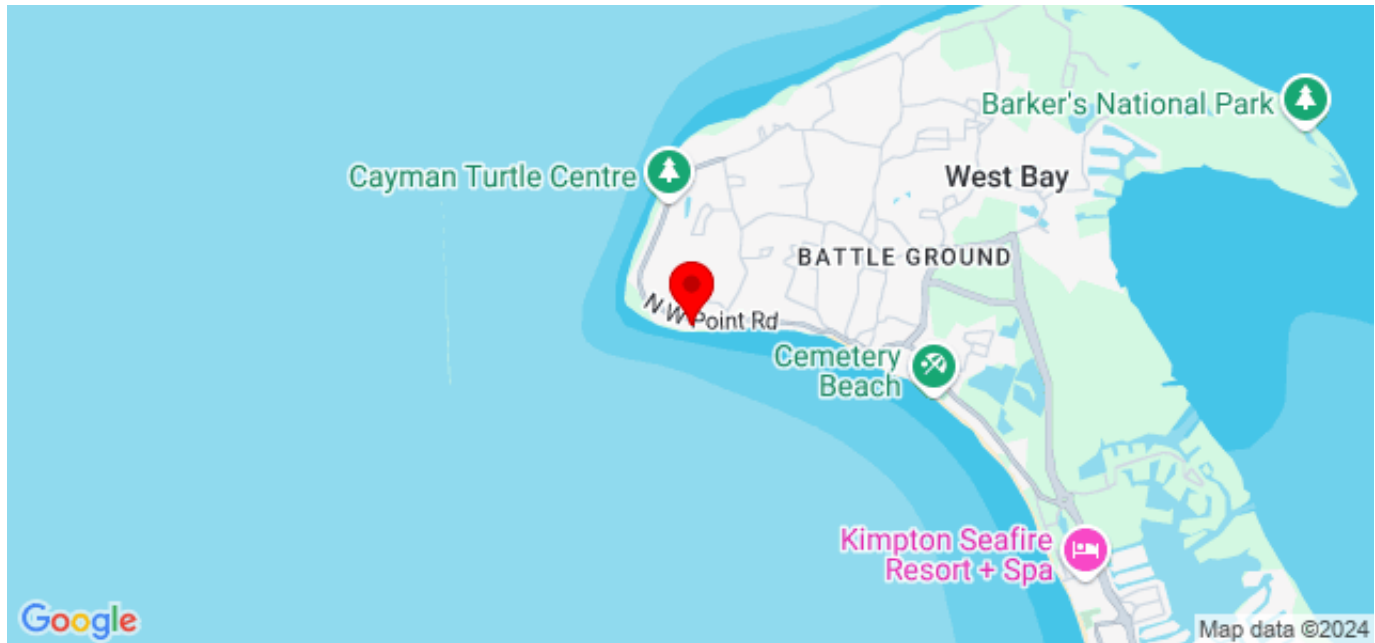 Barker's National Park
Cayman Turtle Centre
West Bay
BATTLE GROUND
N W Point Rd
Cemetery
Beach
Kimpton Seafire
Resort + Spa
Google
Map data ©2024